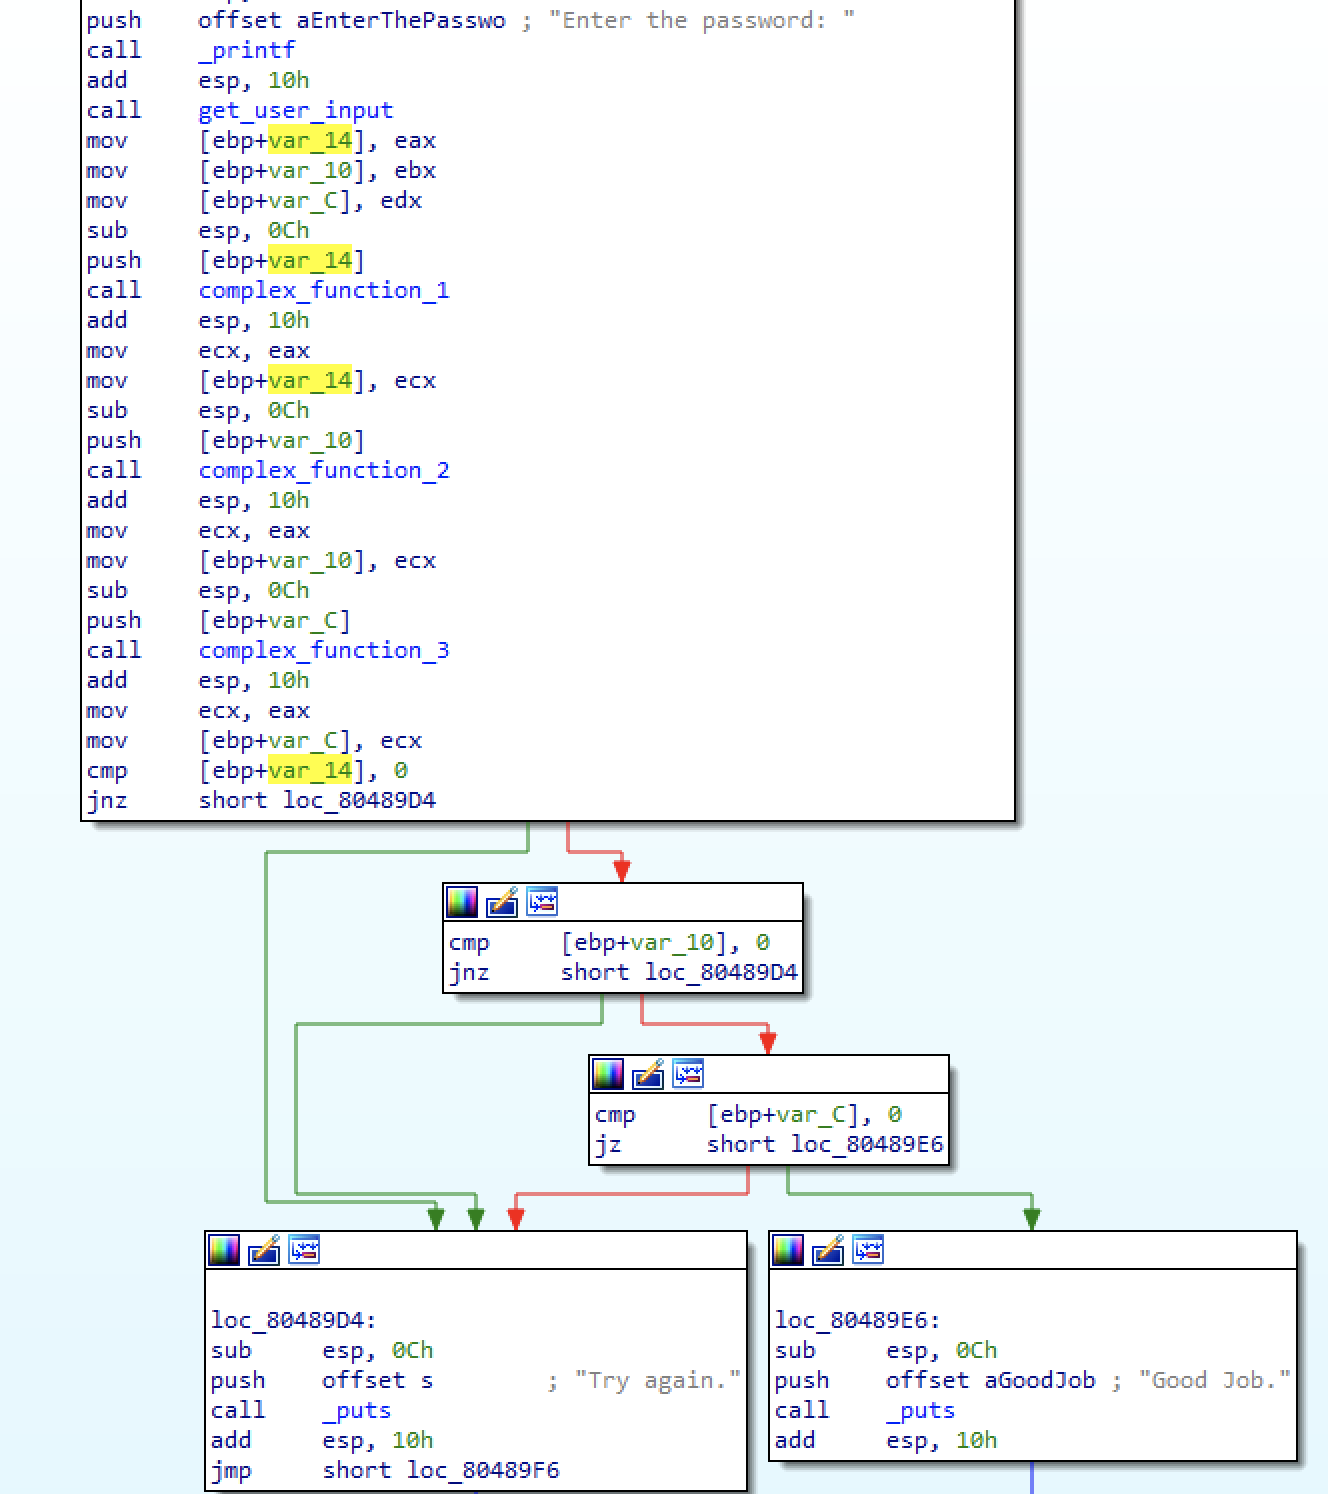 push offset aEnterThePasswo ; "Enter the password: "
call _printf
add esp, 10h
call get_user_input
mov [ebp+var_14], eax
mov [ebp+var_10], ebx
mov [ebp+var_C], edx
sub esp, 0Ch
push [ebp+var_14]
call complex_function_1
add esp, 10h
mov ecx, eax
mov [ebp+var_14], ecx
sub esp, 0Ch
push [ebp+var_10]
call complex_function_2
add esp, 10h
mov ecx, eax
mov [ebp+var_10], ecx
sub esp, 0Ch
push [ebp+var_C]
call complex_function_3
add esp, 10h
mov ecx, eax
mov [ebp+var_C], ecx
cmp [ebp+var_14], 0
jnz short loc_80489D4
cmp [ebp+var_10], 0
jnz short loc_80489D4
cmp [ebp+var_C], 0
jz short loc_80489E6
loc_80489D4:
sub esp, 0Ch
push offset s ; "Try again."
call _puts
add esp, 10h
jmp short loc_80489F6
loc_80489E6:
sub esp, 0Ch
push offset aGoodJob ; "Good Job."
call _puts
add esp, 10h